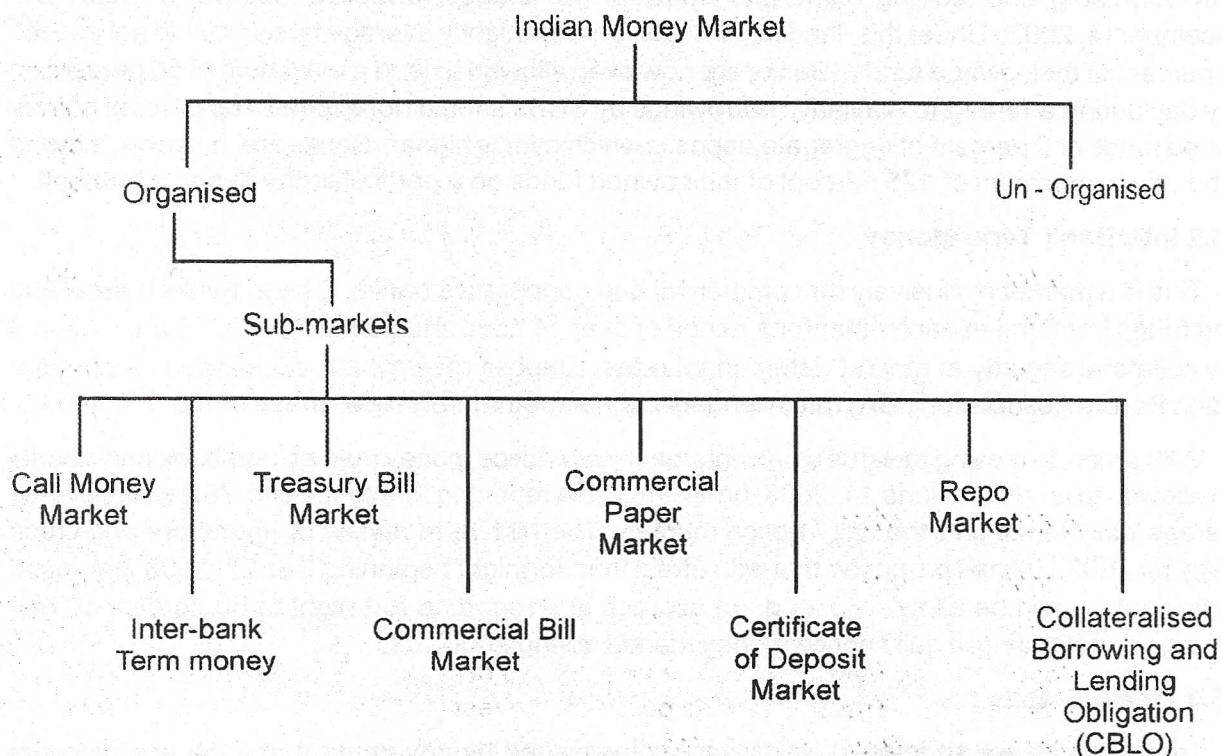 Indian Money Market
Organised
Un - Organised
Sub-markets
Call Money
Market
Treasury Bill
Market
Commercial
Paper
Market
Repo
Market
Inter-bank
Term money
Commercial Bill
Market
Certificate
of Deposit
Market
Collateralised
Borrowing and
Lending
Obligation
(CBLO)